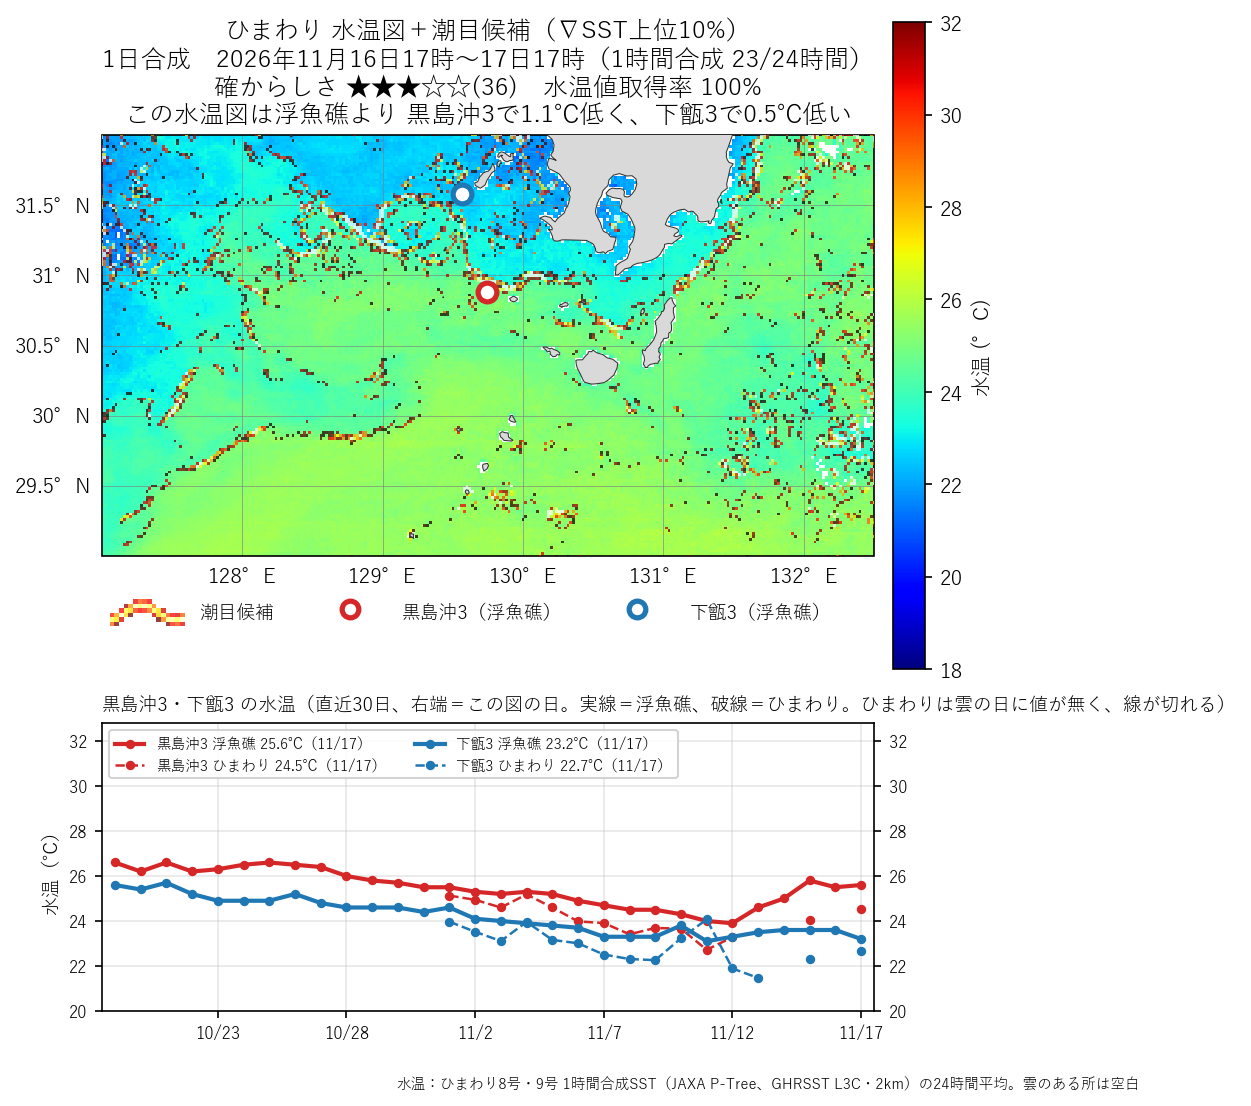 ひまわり 水温図＋潮目候補（∇SST上位10%）
1日合成　2026年11月16日17時～17日17時（1時間合成 23/24時間）
確からしさ ★★★☆☆(36)　水温値取得率 100%
この水温図は浮魚礁より 黒島沖3で1.1℃低く、下甑3で0.5℃低い
31.5° N
31° N
30.5° N
30° N
29.5° N
128° E
129° E
130° E
131° E
132° E
32
30
28
26
24
22
20
18
水温 (° C)
潮目候補
黒島沖3（浮魚礁）
下甑3（浮魚礁）
黒島沖3・下甑3 の水温（直近30日、右端＝この図の日。実線＝浮魚礁、破線＝ひまわり。ひまわりは雲の日に値が無く、線が切れる）
黒島沖3 浮魚礁 25.6℃（11/17）
黒島沖3 ひまわり 24.5℃（11/17）
下甑3 浮魚礁 23.2℃（11/17）
下甑3 ひまわり 22.7℃（11/17）
水温（℃）
32
30
28
26
24
22
20
32
30
28
26
24
22
20
10/23
10/28
11/2
11/7
11/12
11/17
水温：ひまわり8号・9号 1時間合成SST（JAXA P-Tree、GHRSST L3C・2km）の24時間平均。雲のある所は空白